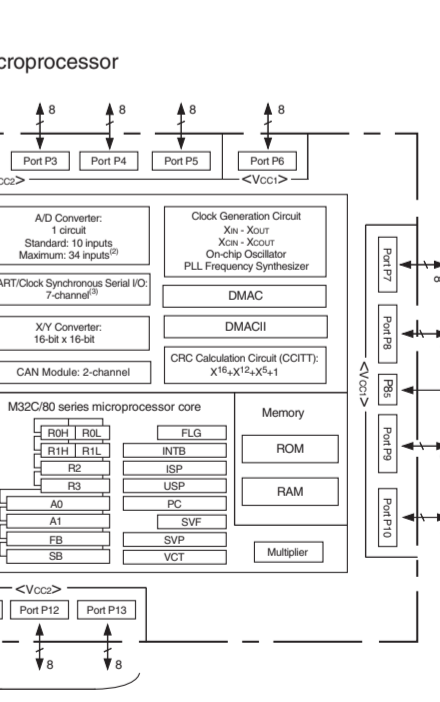 croprocessor
8 8 8 8
Port P3 Port P4 Port P5 Port P6
CC2> <VCC1>
A/D Converter:
1 circuit
Standard: 10 inputs
Maximum: 34 inputs(2)
ART/Clock Synchronous Serial I/O:
7-channel(3)
X/Y Converter:
16-bit x 16-bit
CAN Module: 2-channel
Clock Generation Circuit
XIN - XOUT
XCIN - XCOUT
On-chip Oscillator
PLL Frequency Synthesizer
DMAC
DMACII
CRC Calculation Circuit (CCITT):
X16+X12+X5+1
M32C/80 series microprocessor core
R0H R0L
R1H R1L
R2
R3
A0
A1
FB
SB
FLG
INTB
ISP
USP
PC
SVF
SVP
VCT
Memory
ROM
RAM
Multiplier
<VCC1>
Port P7
8
Port P8
P85
Port P9
Port P10
<VCC2>
Port P12 Port P13
8 8